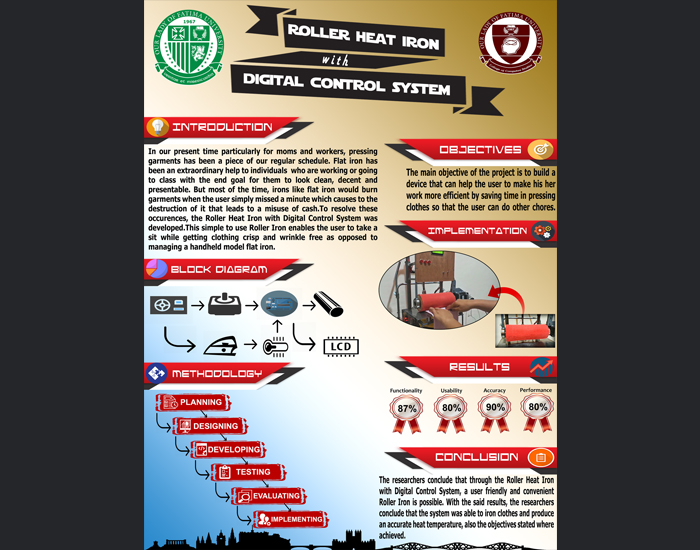 OUR LADY OF FATIMA UNIVERSITY
1967
OUR LADY OF FATIMA UNIVERSITY
ROLLER HEAT IRON
with
DIGITAL CONTROL SYSTEM
INTRODUCTION
In our present time particularly for moms and workers, pressing
garments has been a piece of our regular schedule. Flat iron has
been an extraordinary help to individuals who are working or going
to class with the end goal for them to look clean, decent and
presentable. But most of the time, irons like flat iron would burn
garments when the user simply missed a minute which causes to the
destruction of it that leads to a misuse of cash.To resolve these
occurences, the Roller Heat Iron with Digital Control System was
developed.This simple to use Roller Iron enables the user to take a
sit while getting clothing crisp and wrinkle free as opposed to
managing a handheld model flat iron.
BLOCK DIAGRAM
LCD
METHODOLOGY
PLANNING
DESIGNING
DEVELOPING
TESTING
EVALUATING
IMPLEMENTING
OBJECTIVES
The main objective of the project is to build a
device that can help the user to make his her
work more efficient by saving time in pressing
clothes so that the user can do other chores.
IMPLEMENTATION
RESULTS
Functionality Usability Accuracy Performance
87% 80% 90% 80%
CONCLUSION
The researchers conclude that through the Roller Heat Iron
with Digital Control System, a user friendly and convenient
Roller Iron is possible. With the said results, the researchers
conclude that the system was able to iron clothes and produce
an accurate heat temperature, also the objectives stated where
achieved.